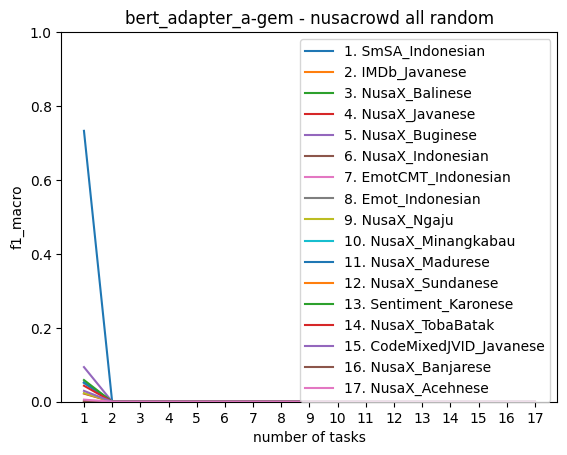 bert_adapter_a-gem - nusacrowd all random
1.0
0.8
0.6
0.4
0.2
0.0
f1_macro
1. SmSA_Indonesian
2. IMDb_Javanese
3. NusaX_Balinese
4. NusaX_Javanese
5. NusaX_Buginese
6. NusaX_Indonesian
7. EmotCMT_Indonesian
8. Emot_Indonesian
9. NusaX_Ngaju
10. NusaX_Minangkabau
11. NusaX_Madurese
12. NusaX_Sundanese
13. Sentiment_Karonese
14. NusaX_TobaBatak
15. CodeMixedJVID_Javanese
16. NusaX_Banjarese
17. NusaX_Acehnese
1 2 3 4 5 6 7 8 9 10 11 12 13 14 15 16 17
number of tasks